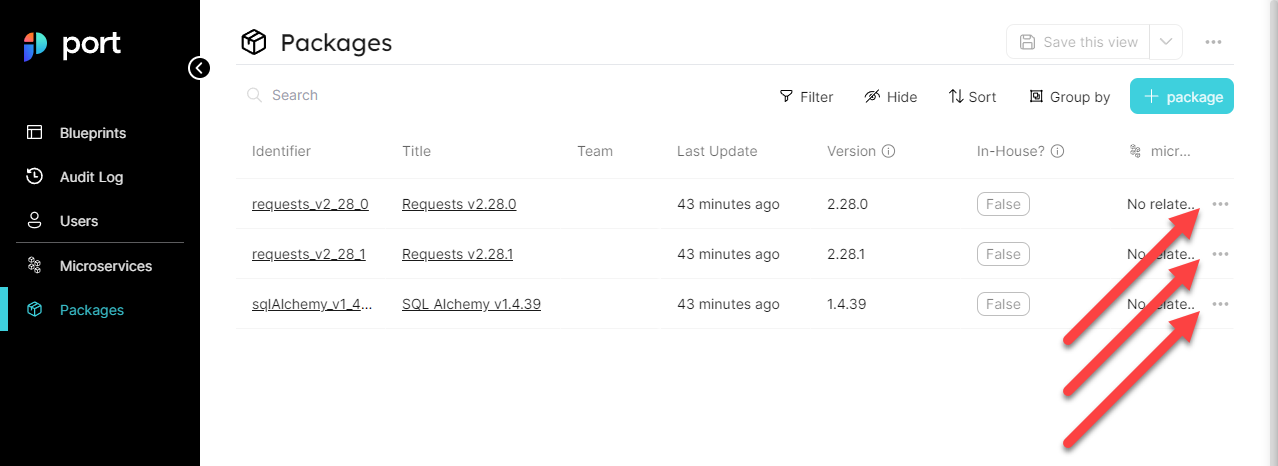 port
Packages
Save this view
Search
Filter
Hide
Sort
Group by
package
Blueprints
Audit Log
Users
Microservices
Packages
Identifier Title Team Last Update Version In-House? micr...
requests_v2_28_0 Requests v2.28.0 43 minutes ago 2.28.0 False No relate..
requests_v2_28_1 Requests v2.28.1 43 minutes ago 2.28.1 False No relate..
sqlAlchemy_v1_4... SQL Alchemy v1.4.39 43 minutes ago 1.4.39 False No relate..